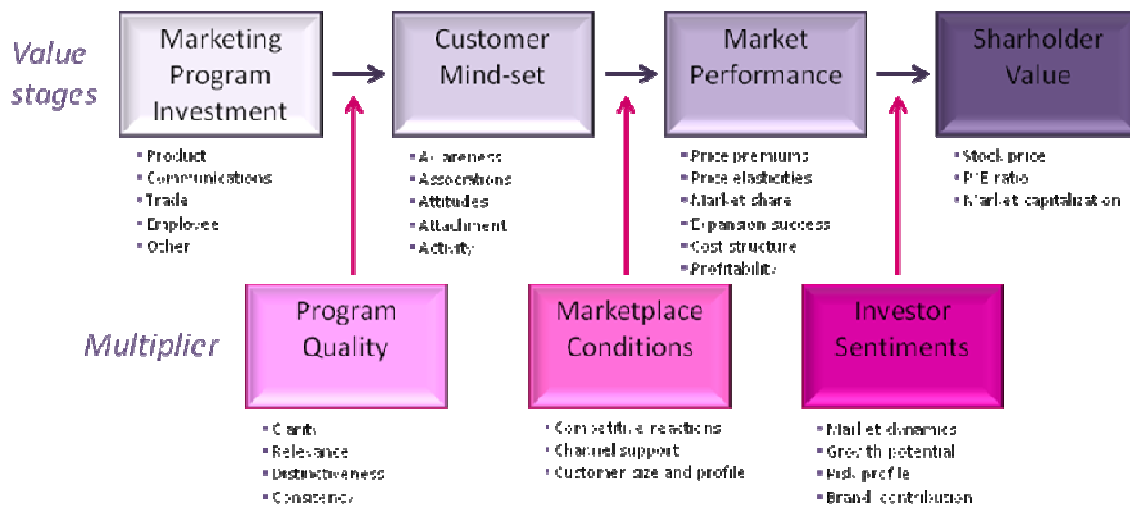 Value
stages
Marketing
Program
Investment
Customer
Mind-set
Market
Performance
Sharholder
Value
Product
Communications
Trade
Employee
Other
Awareness
Associations
Attitudes
Attachment
Activity
Price premiums
Price elasticities
Market share
Expansion success
Cost structure
Profitability
Stock price
P/E ratio
Market capitalization
Multiplier
Program
Quality
Marketplace
Conditions
Investor
Sentiments
Clarity
Relevance
Distinctiveness
Consitency
Competitive reactions
Channel support
Customer size and profile
Market dynamics
Growth potential
Risk profile
Brand contribution